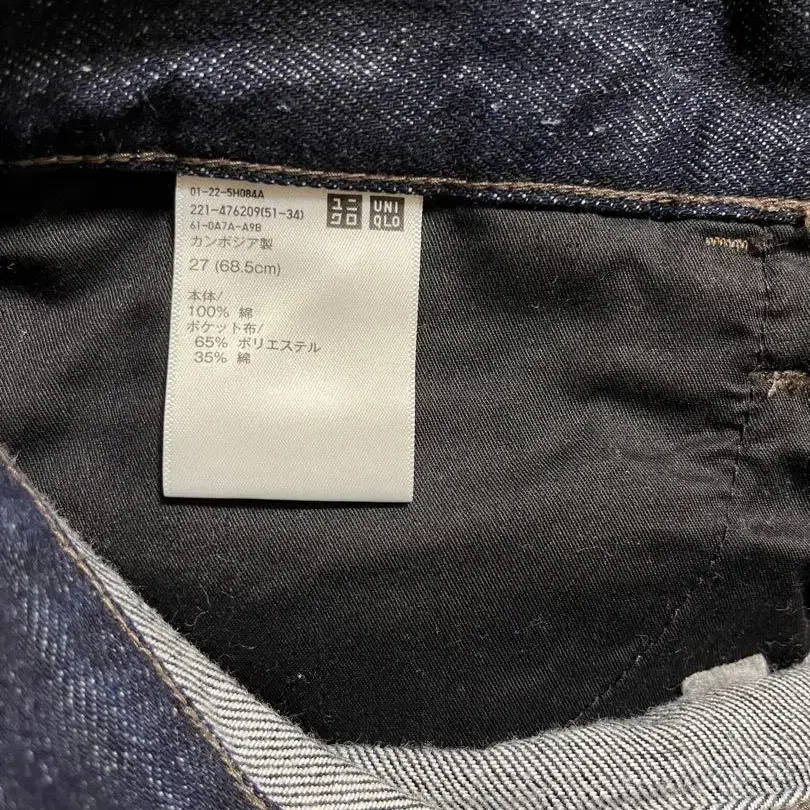 01-22-5H084A
221-476209(51-34)
61-0A7A-A9B
カンボジア製
ユニ
クロ
UNI
QLO
27 (68.5cm)
本体/
100% 綿
ポケット布/
65% ポリエステル
35% 綿